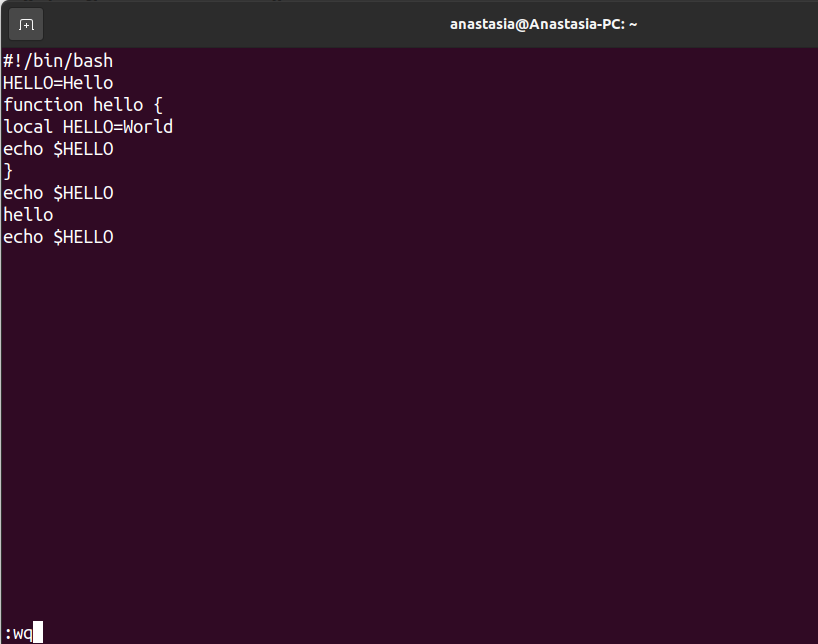 anastasia@Anastasia-PC: ~
#!/bin/bash
HELLO=Hello
function hello {
local HELLO=World
echo $HELLO
}
echo $HELLO
hello
echo $HELLO
:wq